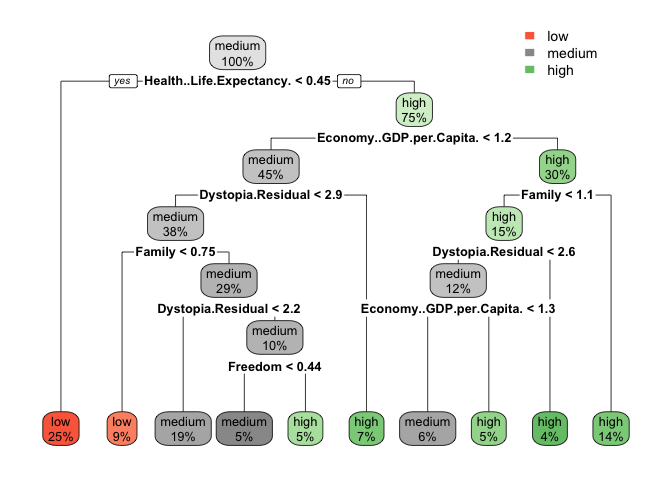 low
medium
high
medium
100%
yes Health..Life.Expectancy. < 0.45 no
high
75%
Economy..GDP.per.Capita. < 1.2
medium
45%
high
30%
Dystopia.Residual < 2.9
Family < 1.1
medium
38%
high
15%
Family < 0.75
Dystopia.Residual < 2.6
medium
29%
medium
12%
Dystopia.Residual < 2.2
Economy..GDP.per.Capita. < 1.3
medium
10%
Freedom < 0.44
low
25%
low
9%
medium
19%
medium
5%
high
5%
high
7%
medium
6%
high
5%
high
4%
high
14%